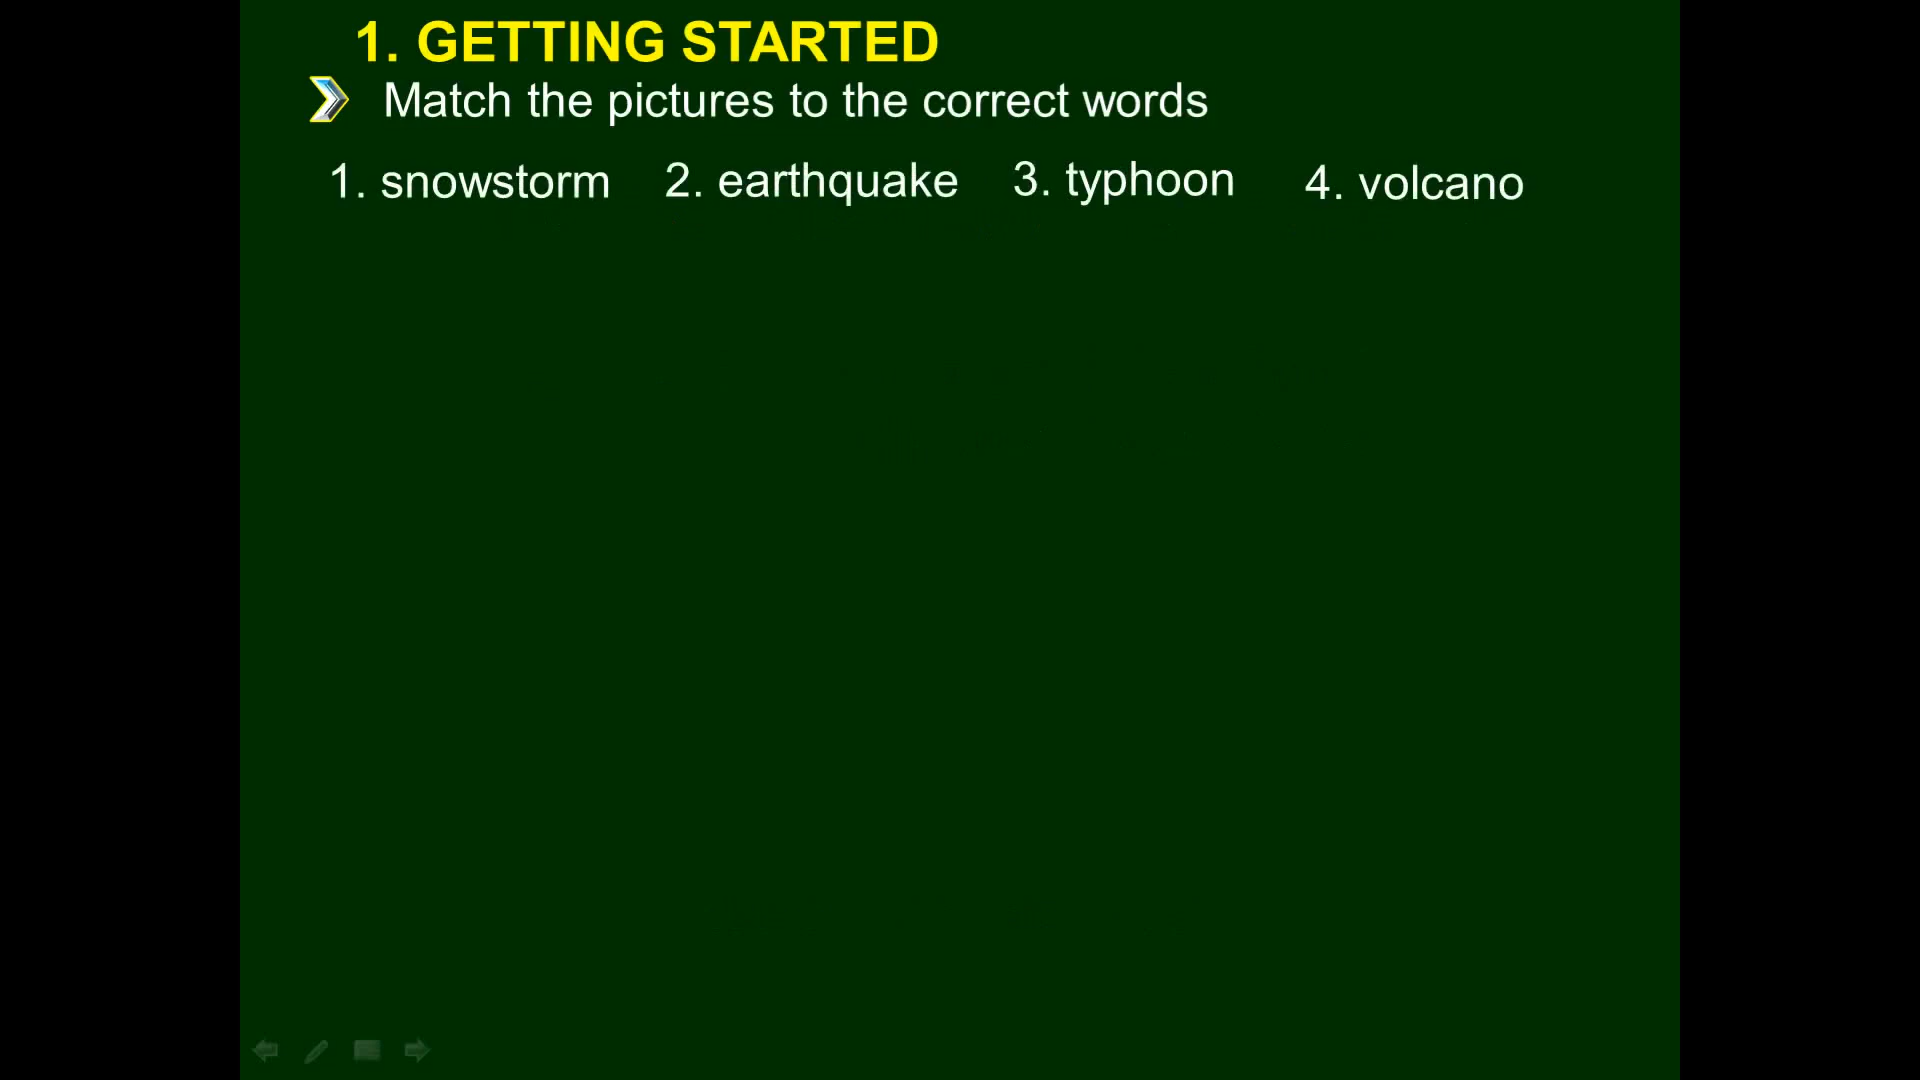 1. GETTING STARTED
Match the pictures to the correct words
1. snowstorm 2. earthquake 3. typhoon 4. volcano